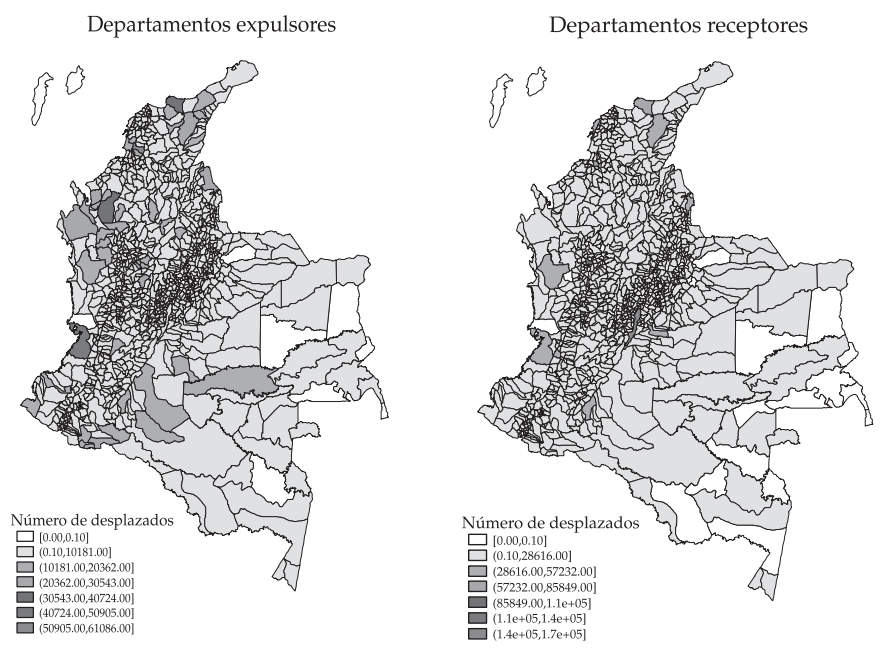 Departamentos expulsores
Departamentos receptores
Número de desplazados
[0.00,0.10]
(0.10,10181.00]
(10181.00,20362.00]
(20362.00,30543.00]
(30543.00,40724.00]
(40724.00,50905.00]
(50905.00,61086.00]
Número de desplazados
[0.00,0.10]
(0.10,28616.00]
(28616.00,57232.00]
(57232.00,85849.00]
(85849.00,1.1e+05]
(1.1e+05,1.4e+05]
(1.4e+05,1.7e+05]